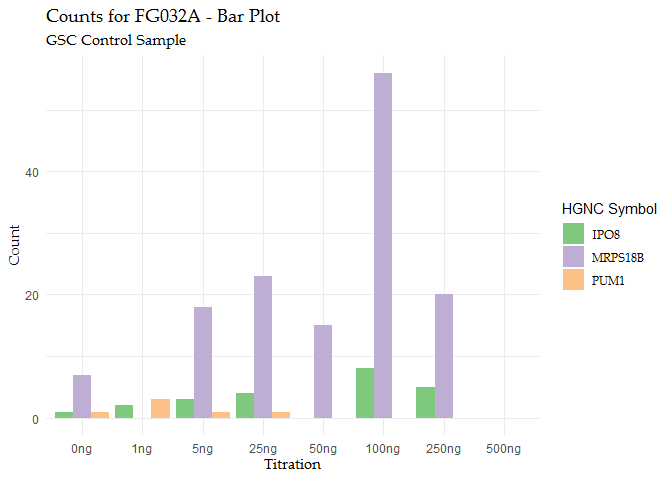 Counts for FG032A - Bar Plot
GSC Control Sample
Count
40
20
0
0ng 1ng 5ng 25ng 50ng 100ng 250ng 500ng
Titration
HGNC Symbol
IPO8
MRPS18B
PUM1